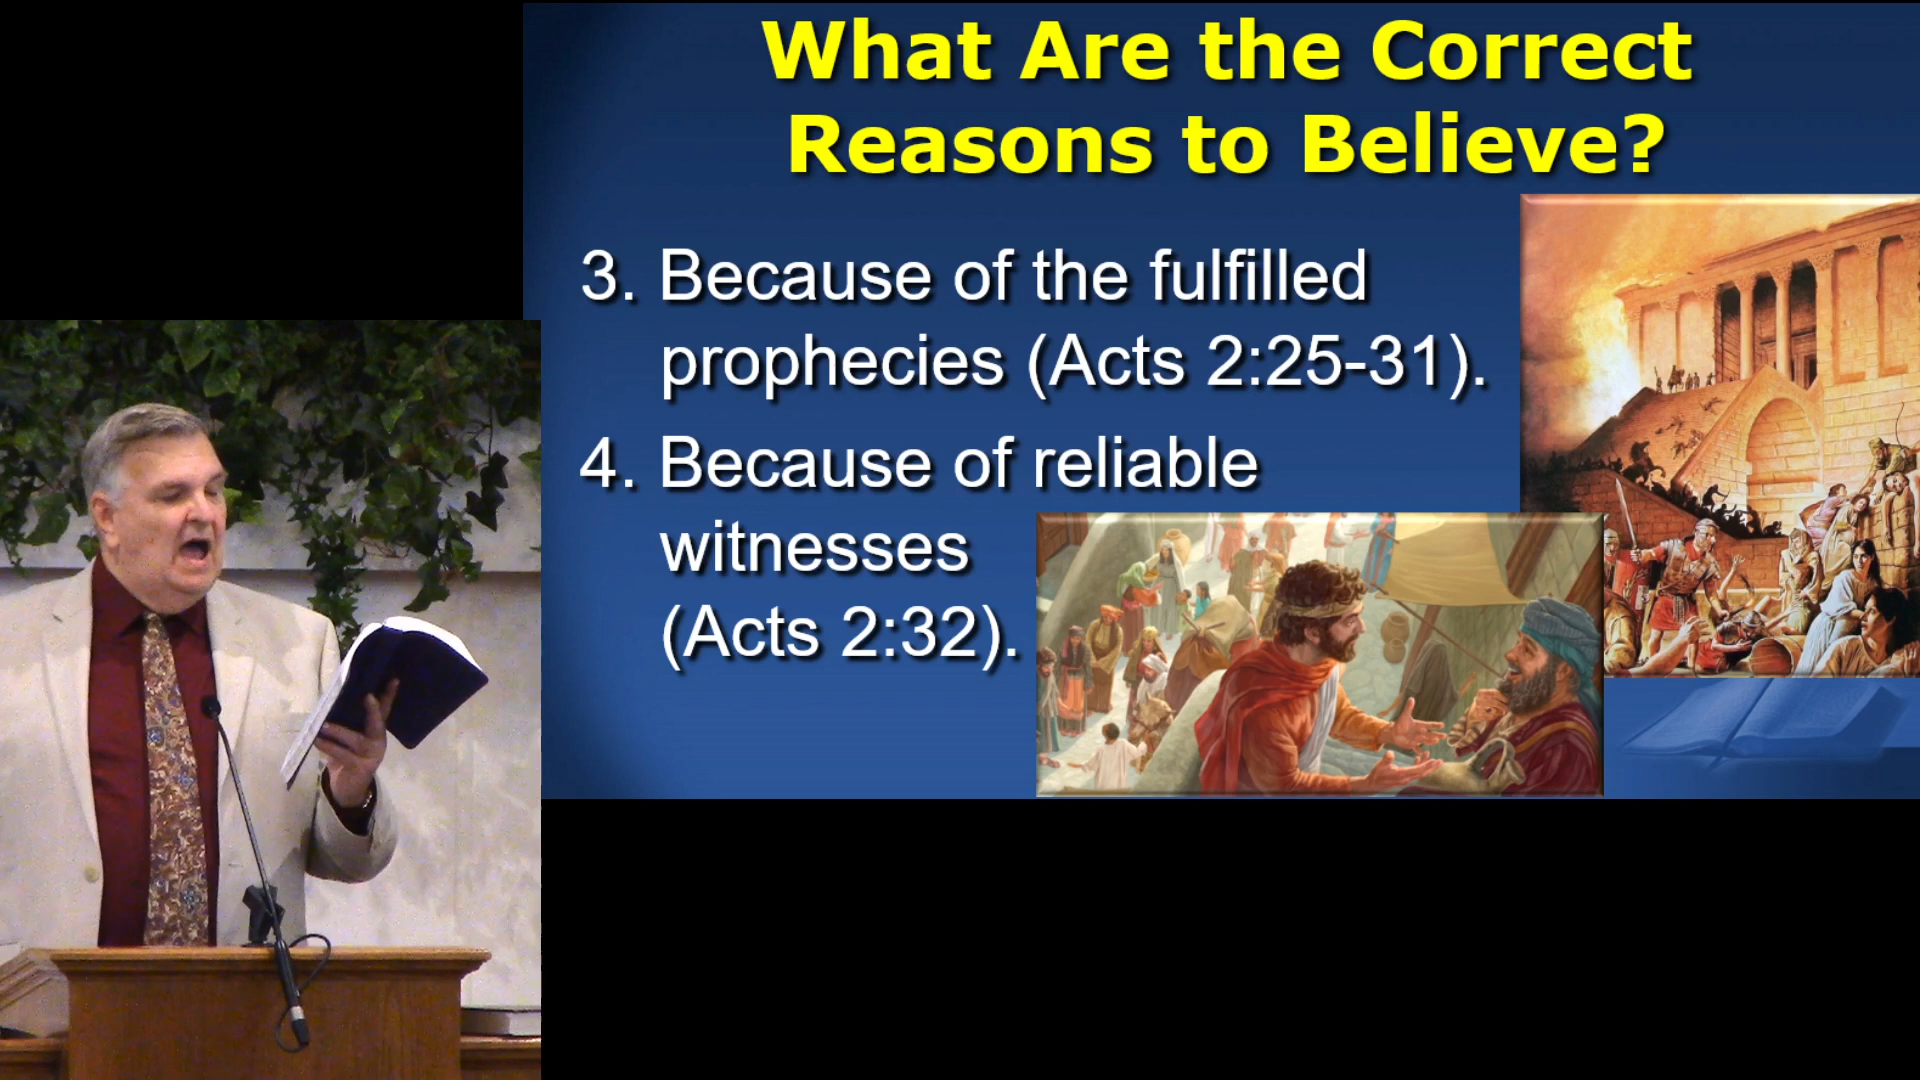 What Are the Correct
Reasons to Believe?
3. Because of the fulfilled
prophecies (Acts 2:25-31).
4. Because of reliable
witnesses
(Acts 2:32).